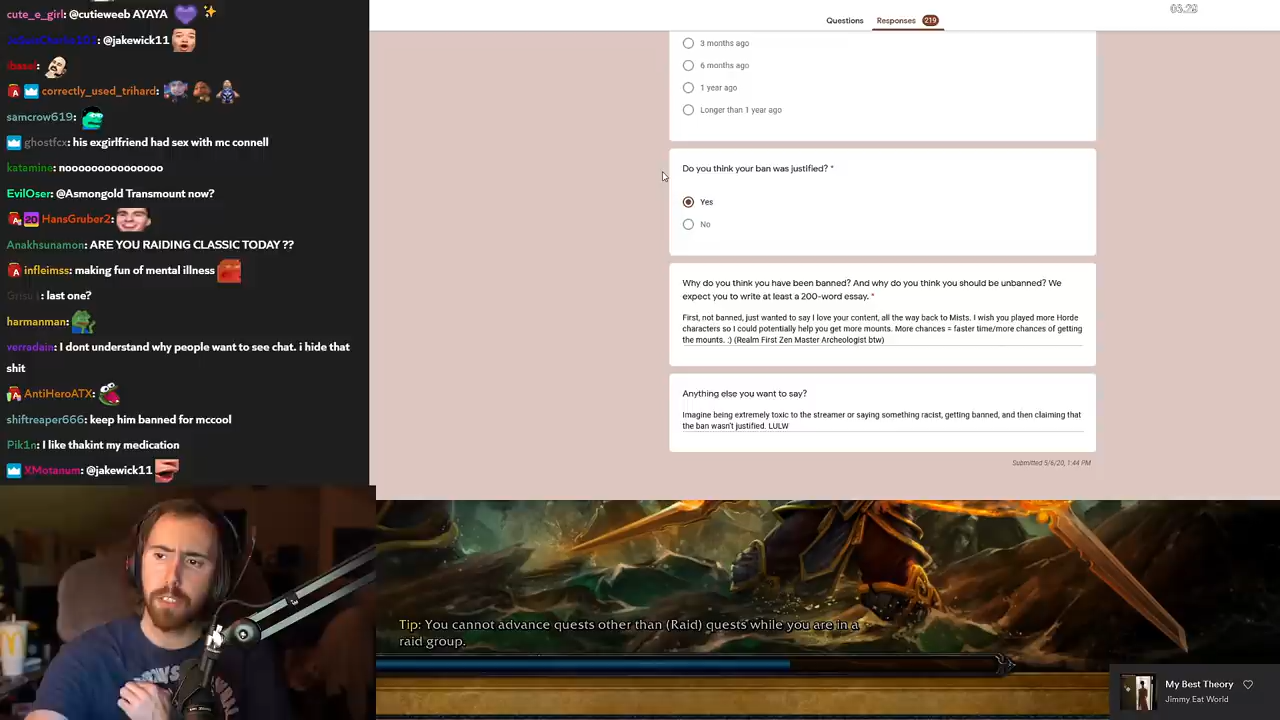 @cutieweeb AYAYA
JeSuisCharlie101: @jakewick11
ibasel:
correctly_used_trihard:
samcrow619:
ghostfcx: his exgirlfriend had sex with mc connell
katamine: nooooooooooooo
EvilOser: @Asmongold Transmount now?
20 HansGruber2:
Anakhsunamon: ARE YOU RAIDING CLASSIC TODAY ??
infleimss: making fun of mental illness
: last one?
harmonian:
verradain: I dont understand why people want to see chat. i hide that
shit
AntiHeroATX:
shiftreaper666: keep him banned for mccool
Pik1n: I like thaknt my medication
XMotanum: @jakewick11
Questions Responses 219
3 months ago
6 months ago
1 year ago
Longer than 1 year ago
Do you think your ban was justified? *
Yes
No
Why do you think you have been banned? And why do you think you should be unbanned? We
expect you to write at least a 200-word essay. *
First, not banned, just wanted to say I love your content, all the way back to Mists. I wish you played more Horde
characters so I could potentially help you get more mounts. More chances = faster time/more chances of getting
the mounts. :) (Realm First Zen Master Archeologist btw)
Anything else you want to say?
Imagine being extremely toxic to the streamer or saying something racist, getting banned, and then claiming that
the ban wasn't justified. LULW
Submitted 5/6/20, 1:44 PM
Tip: You cannot advance quests other than (Raid) quests while you are in a
raid group.
My Best Theory
Jimmy Eat World